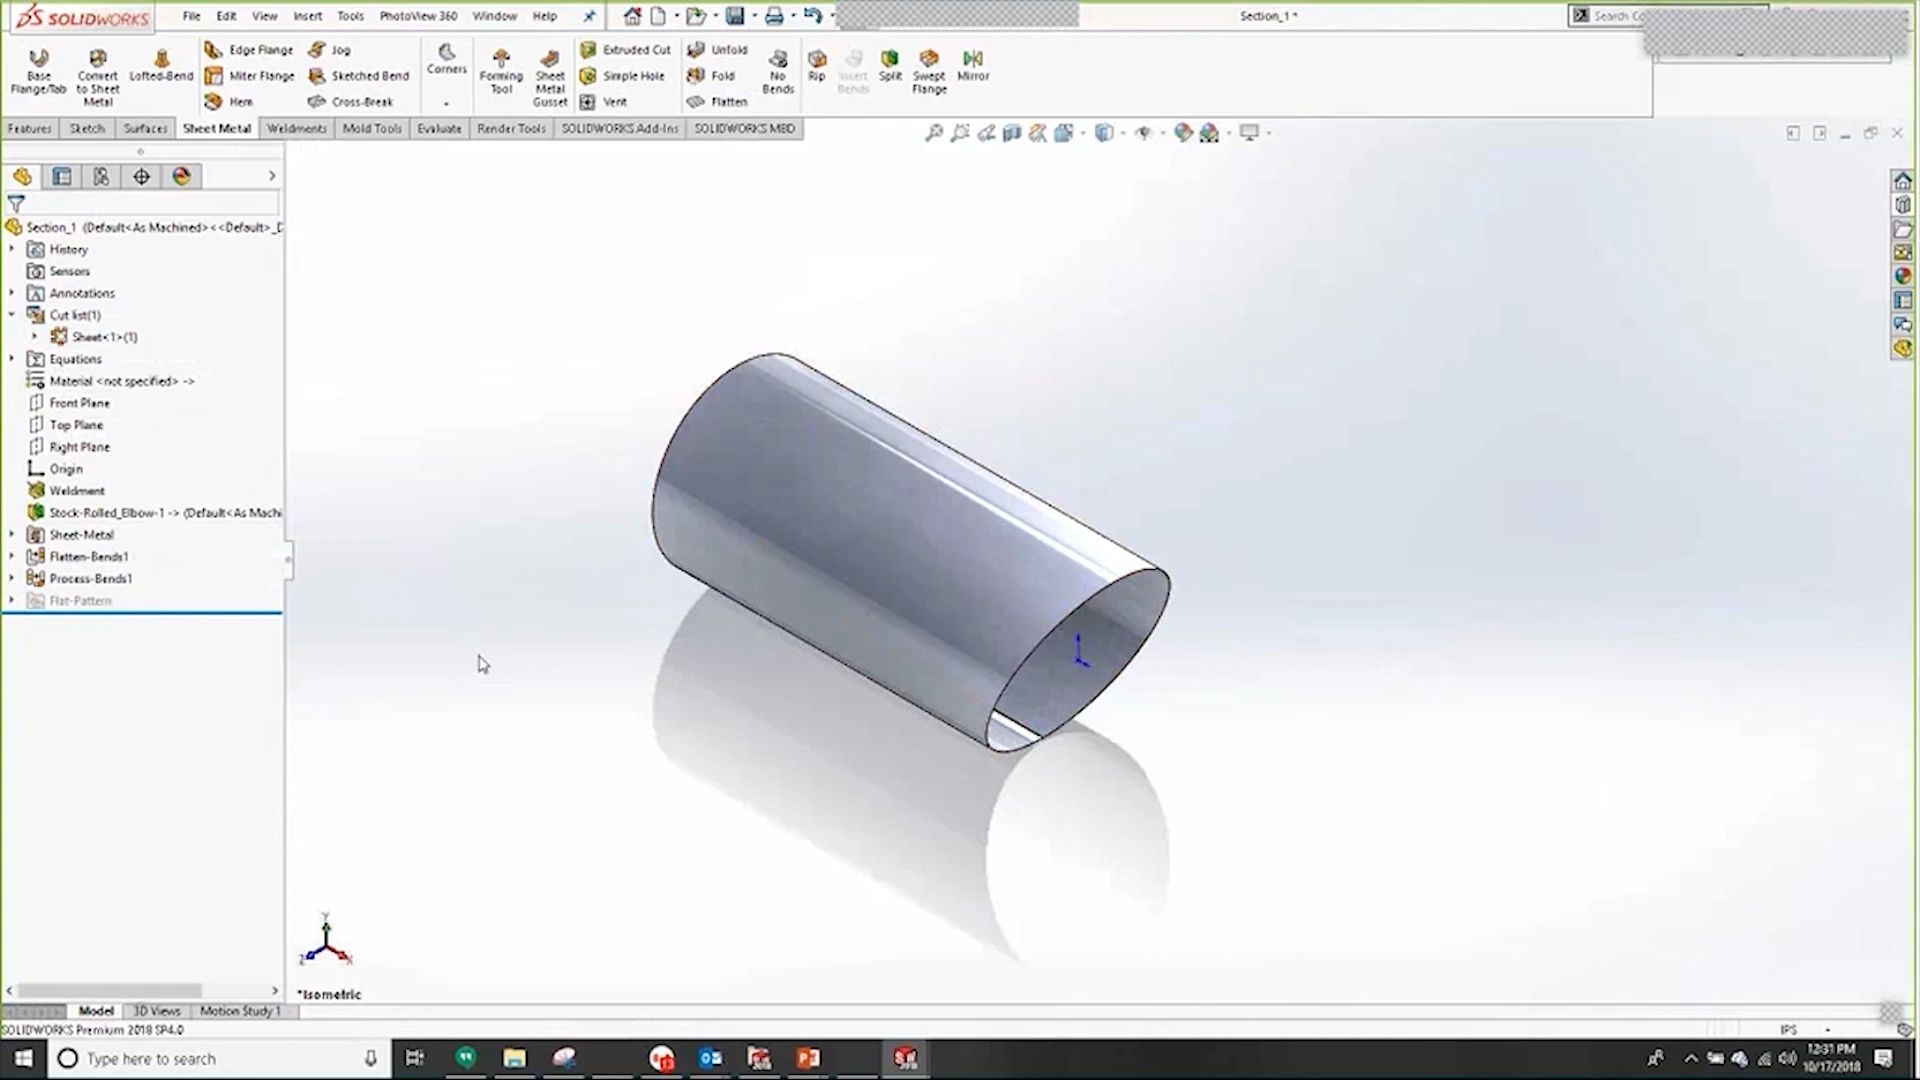 SOLIDWORKS File Edit View Insert Tools PhotoView 360 Window Help Section_1 * Search Co
Edge Flange Jog Extruded Cut Unfold
Base Flange/Tab Convert to Sheet Metal Lofted-Bend Miter Flange Sketched Bend Corners Forming Tool Sheet Metal Gusset Simple Hole Fold No Bends Rip Insert Bends Split Swept Flange Mirror
Hem Cross-Break Vent Flatten
Features Sketch Surfaces Sheet Metal Weldments Mold Tools Evaluate Render Tools SOLIDWORKS Add-Ins SOLIDWORKS MBD
Section_1 (Default<As Machined><<Default>_D
History
Sensors
Annotations
Cut list(1)
Sheet<1>(1)
Equations
Material <not specified> ->
Front Plane
Top Plane
Right Plane
Origin
Weldment
Stock-Rolled_Elbow-1 -> (Default<As Machi
Sheet-Metal
Flatten-Bends1
Process-Bends1
Flat-Pattern
Y
Z X
*Isometric
Model 3D Views Motion Study 1
SOLIDWORKS Premium 2018 SP4.0 IPS
Type here to search
12:31 PM
10/17/2018